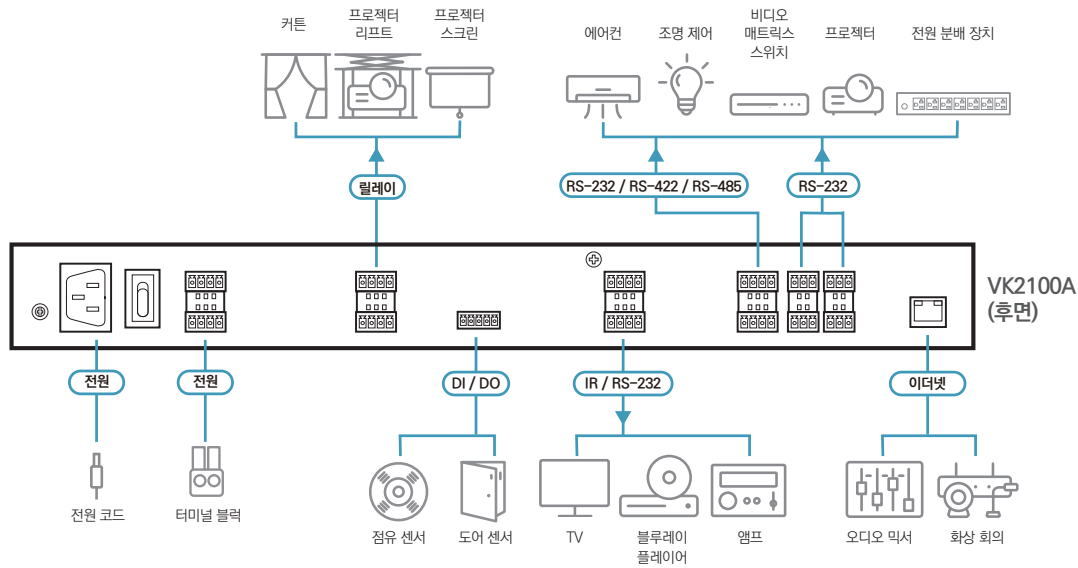 커튼
프로젝터
리프트
프로젝터
스크린
에어컨
조명 제어
비디오
매트릭스
스위치
프로젝터
전원 분배 장치
릴레이
RS-232 / RS-422 / RS-485
RS-232
VK2100A
(후면)
전원
전원
DI / DO
IR / RS-232
이더넷
전원 코드
터미널 블럭
점유 센서
도어 센서
TV
블루레이
플레이어
앰프
오디오 믹서
화상 회의